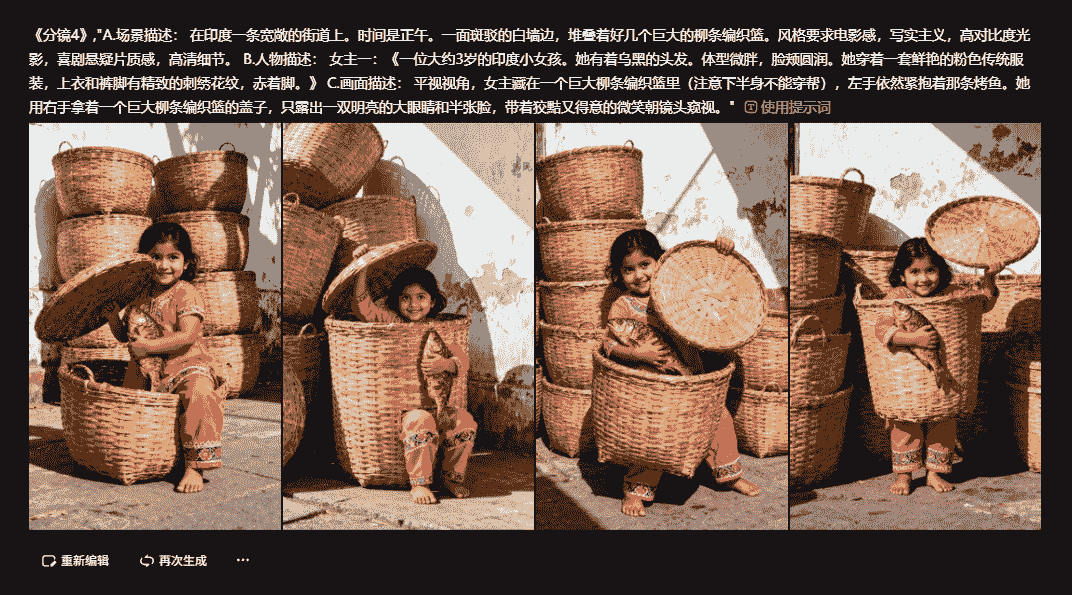 《分镜4》,"A.场景描述： 在印度一条宽敞的街道上。时间是正午。一面斑驳的白墙边，堆叠着好几个巨大的柳条编织篮。风格要求电影感，写实主义，高对比度光
影，喜剧悬疑片质感，高清细节。 B.人物描述： 女主一：《一位大约3岁的印度小女孩。她有着乌黑的头发。体型微胖，脸颊圆润。她穿着一套鲜艳的粉色传统服
装，上衣和裤脚有精致的刺绣花纹，赤着脚。》 C.画面描述： 平视视角，女主藏在一个巨大柳条编织篮里（注意下半身不能穿帮），左手依然紧抱着那条烤鱼。她
用右手拿着一个巨大柳条编织篮的盖子，只露出一双明亮的大眼睛和半张脸，带着狡黠又得意的微笑朝镜头窥视。" 使用提示词
重新编辑 再次生成 ···